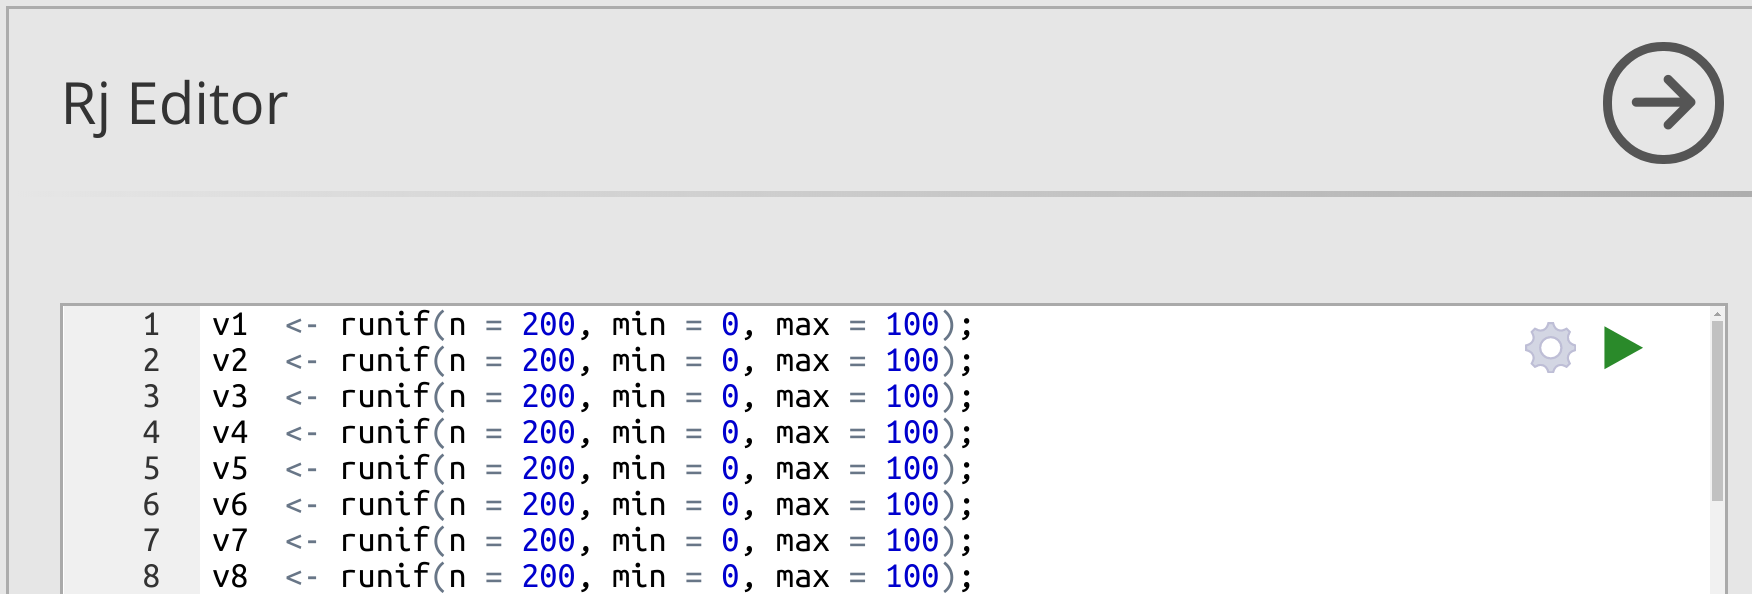 Rj Editor
1 v1  <- runif(n = 200, min = 0, max = 100);
2 v2  <- runif(n = 200, min = 0, max = 100);
3 v3  <- runif(n = 200, min = 0, max = 100);
4 v4  <- runif(n = 200, min = 0, max = 100);
5 v5  <- runif(n = 200, min = 0, max = 100);
6 v6  <- runif(n = 200, min = 0, max = 100);
7 v7  <- runif(n = 200, min = 0, max = 100);
8 v8  <- runif(n = 200, min = 0, max = 100);